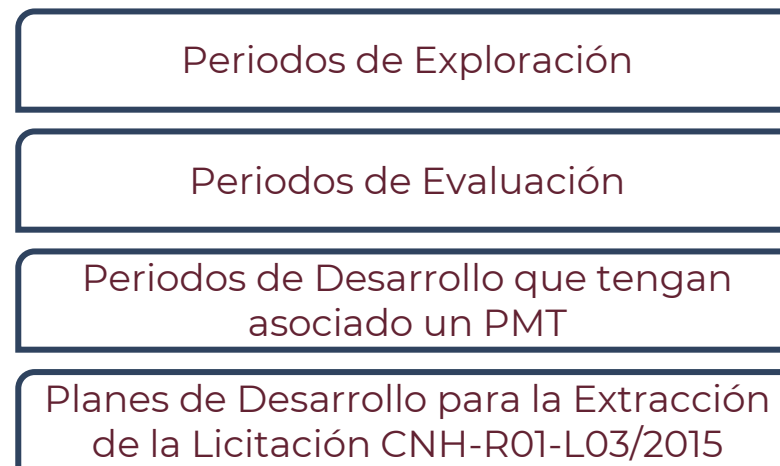 Periodos de Exploración
Periodos de Evaluación
Periodos de Desarrollo que tengan
asociado un PMT
Planes de Desarrollo para la Extracción
de la Licitación CNH-R01-L03/2015